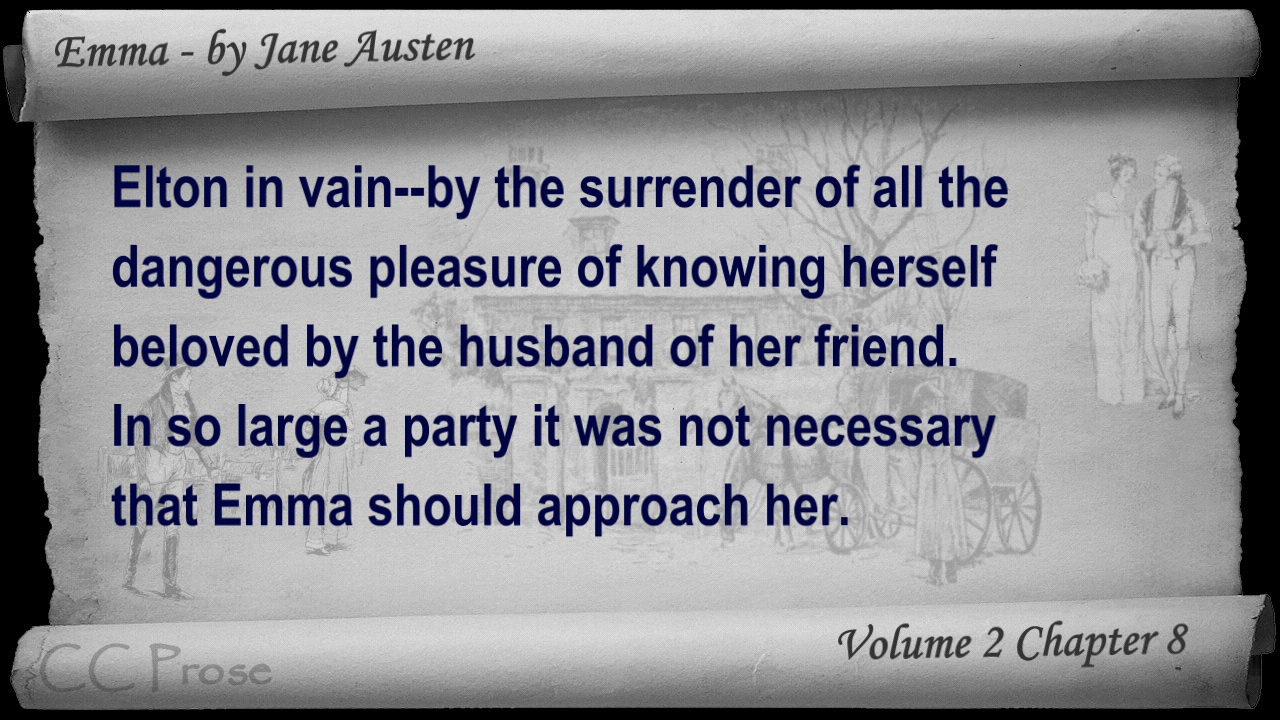 Emma - by Jane Austen
Elton in vain--by the surrender of all the
dangerous pleasure of knowing herself
beloved by the husband of her friend.
In so large a party it was not necessary
that Emma should approach her.
Volume 2 Chapter 8
CC Prose